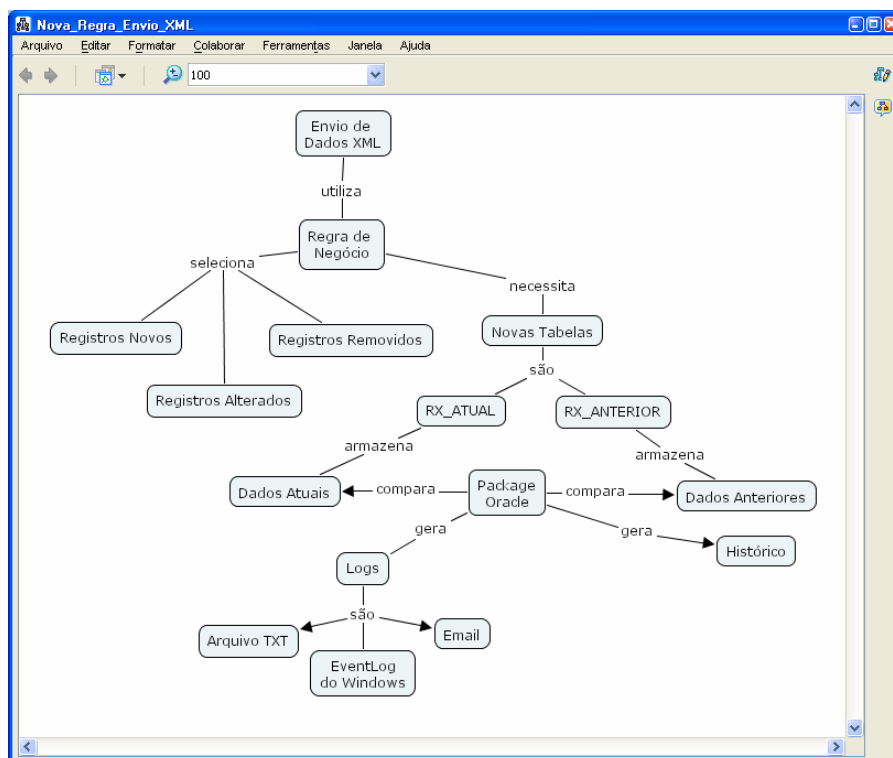 Nova_Regra_Envio_XML
Arquivo Editar Formatar Colaborar Ferramentas Janela Ajuda
100
Envio de
Dados XML
utiliza
Regra de
Negócio
seleciona
necessita
Registros Novos
Registros Removidos
Novas Tabelas
são
Registros Alterados
RX_ATUAL
RX_ANTERIOR
armazena
armazena
Dados Atuais
compara
Package
Oracle
compara
Dados Anteriores
gera
gera
Histórico
Logs
são
Arquivo TXT
Email
EventLog
do Windows